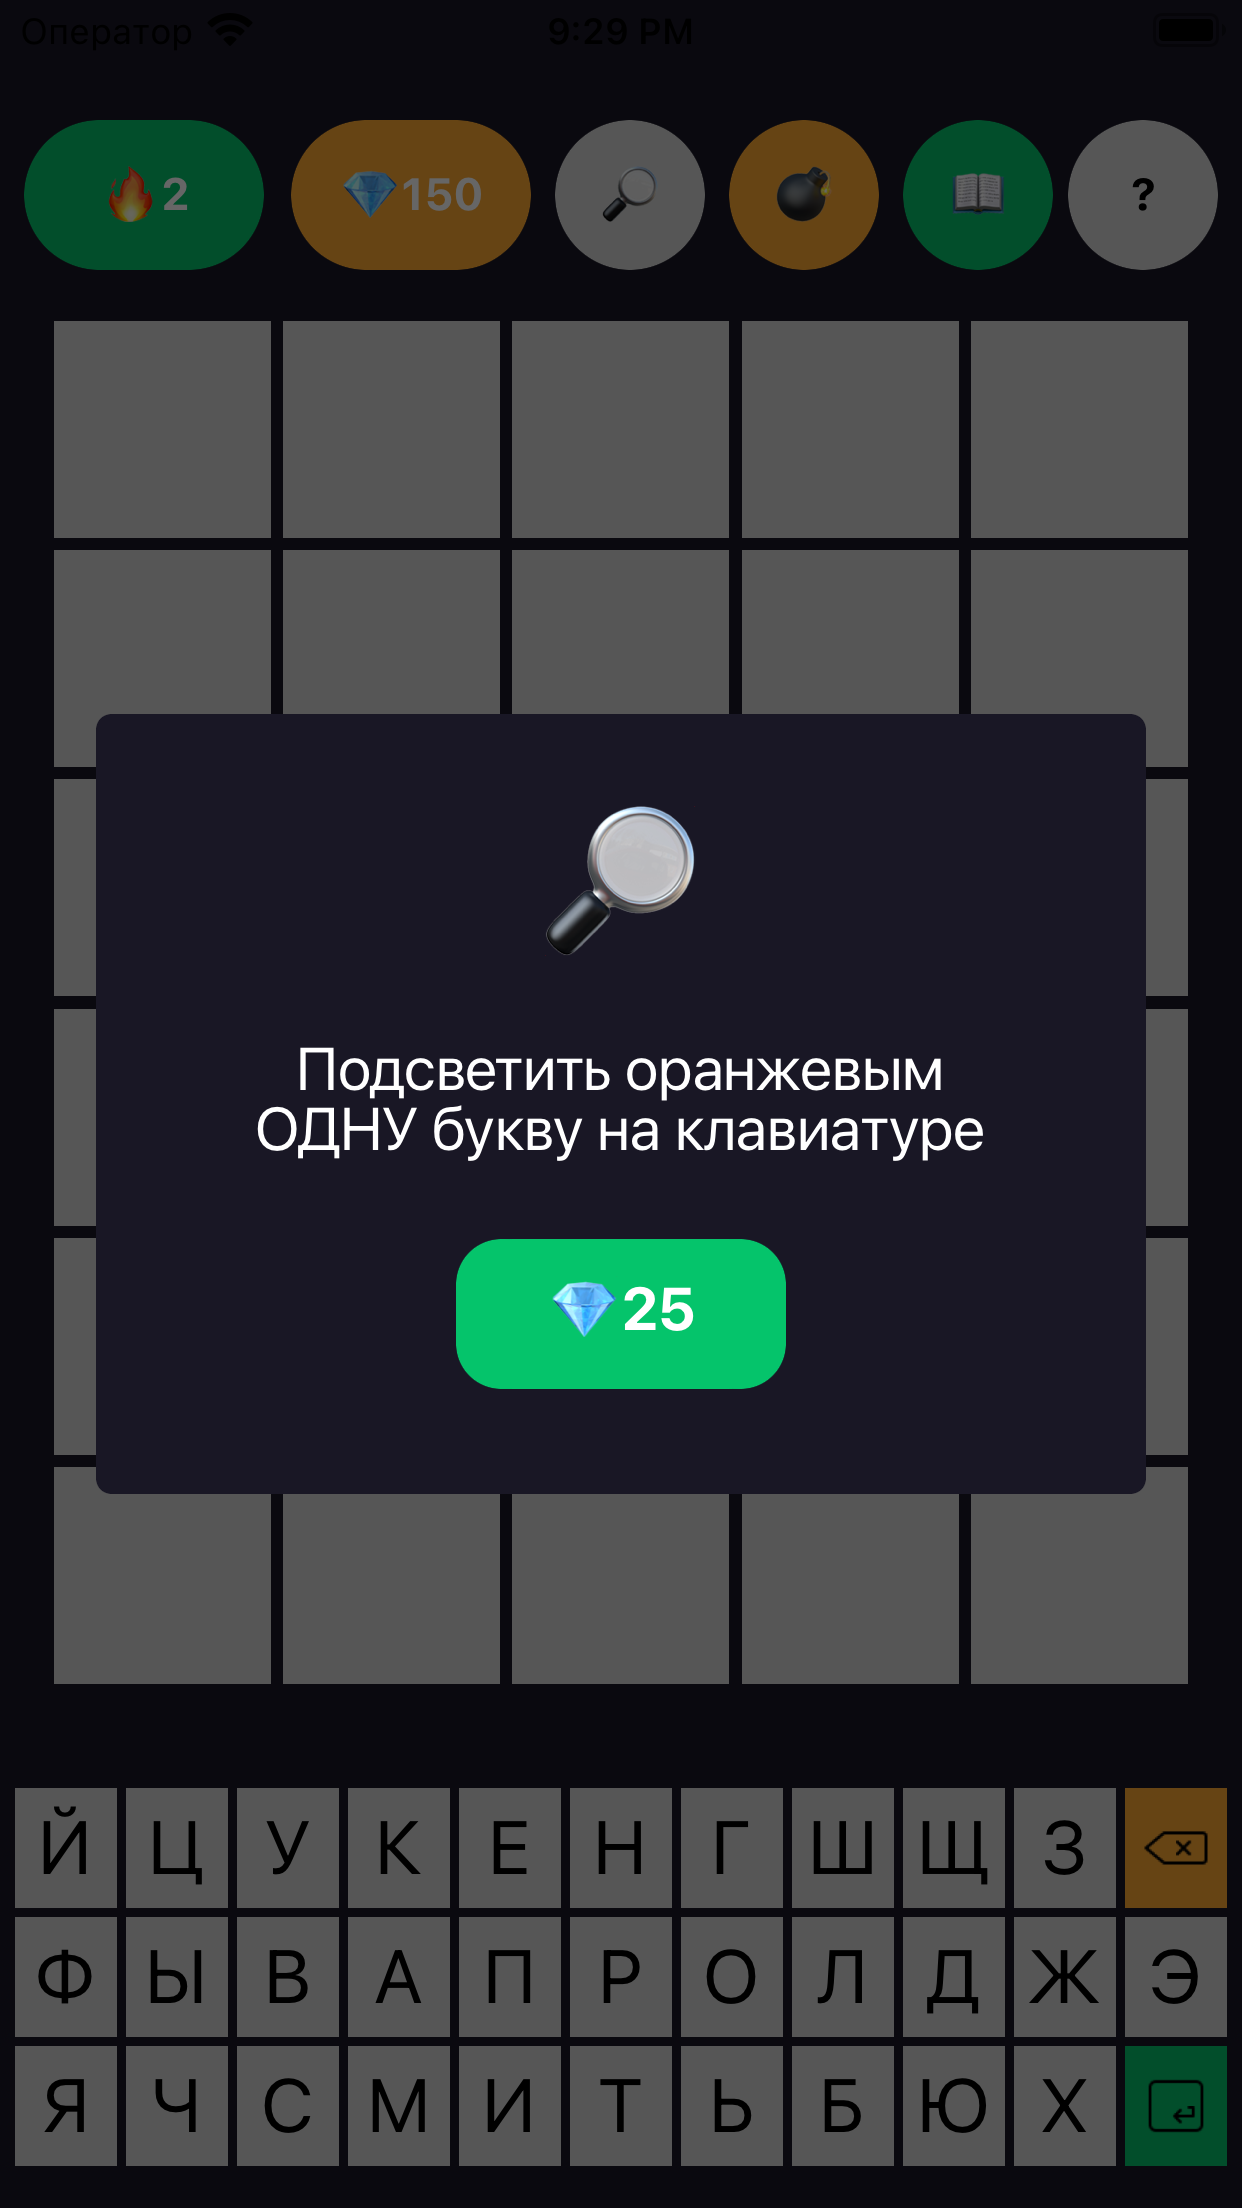 Оператор 9:29 PM
2 150 ?
Подсветить оранжевым
ОДНУ букву на клавиатуре
25
Й Ц У К Е Н Г Ш Щ З
Ф Ы В А П Р О Л Д Ж Э
Я Ч С М И Т Ь Б Ю Х